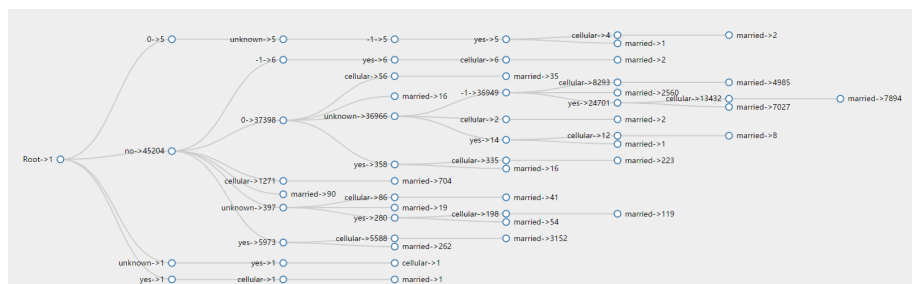 0->5 unknown->5 -1->5 yes->5 cellular->4 married->2
married->1
-1->6 yes->6 cellular->6 married->2
cellular->56 married->35
cellular->8293 married->4985
married->16 -1->36949 married->2560
yes->24701 cellular->13432 married->7894
married->7027
0->37398 unknown->36966 cellular->2 married->2
cellular->12 married->8
yes->14 married->1
Root->1 no->45204 yes->358 cellular->335 married->223
married->16
cellular->1271 married->704
married->90
unknown->397 cellular->86 married->41
married->19
yes->280 cellular->198 married->119
married->54
yes->5973 cellular->5588 married->3152
married->262
unknown->1 yes->1 cellular->1
yes->1 cellular->1 married->1